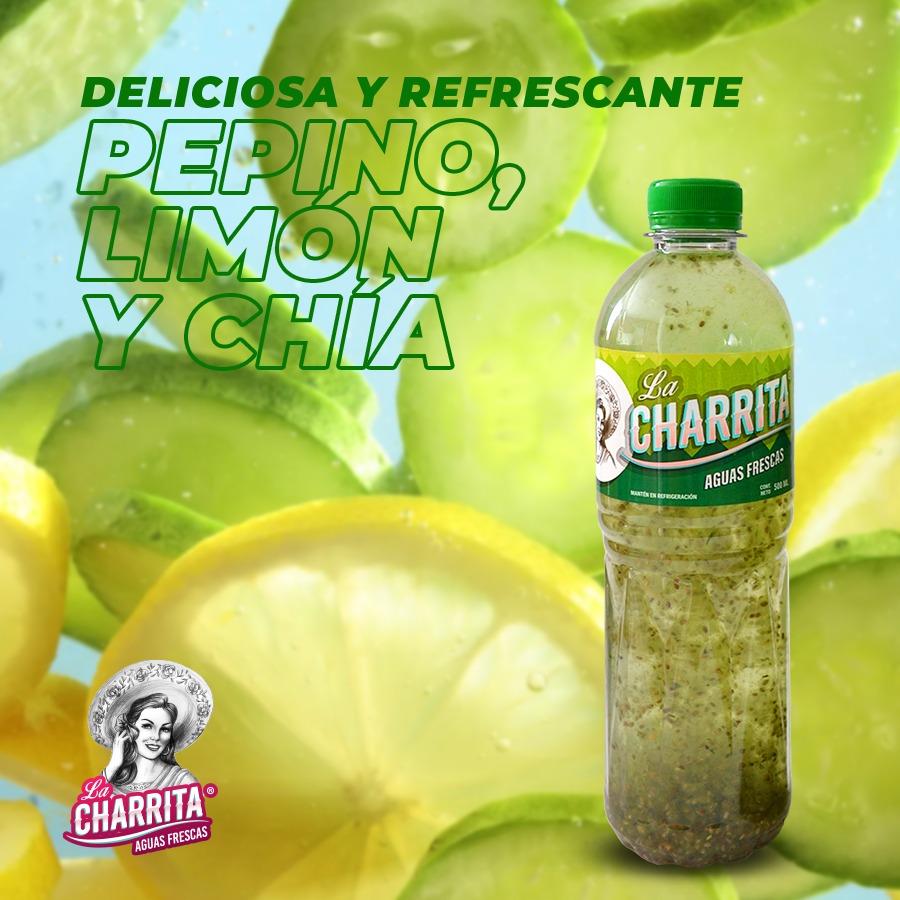 DELICIOSA Y REFRESCANTE
PEPINO,
LIMÓN
Y CHÍA
La
CHARRITA
AGUAS FRESCAS
MANTÉN EN REFRIGERACIÓN
CONT. NETO 500 ML
La
CHARRITA®
AGUAS FRESCAS